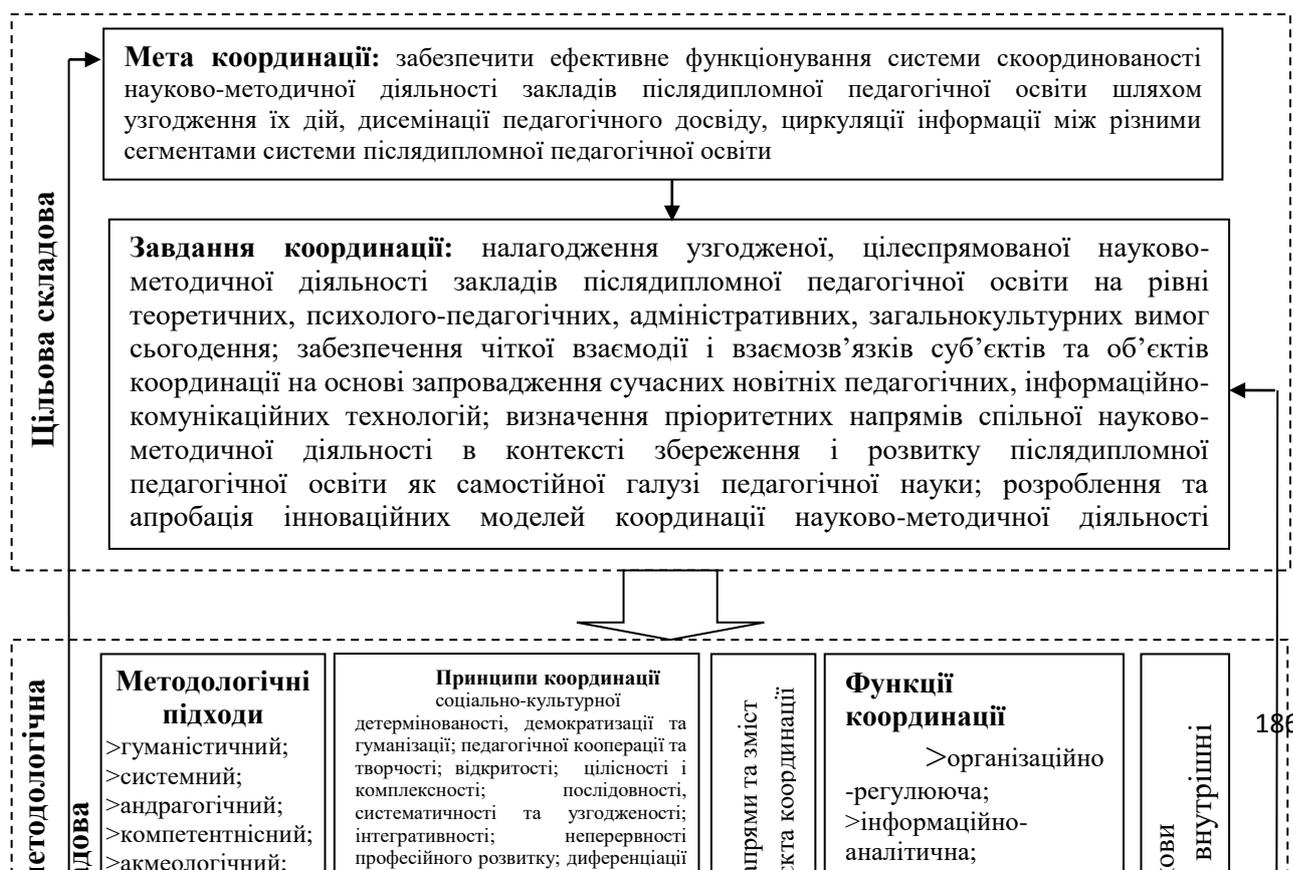 Мета координації: забезпечити ефективне функціонування системи скоординованості
науково-методичної діяльності закладів післядипломної педагогічної освіти шляхом
узгодження їх дій, дисемінації педагогічного досвіду, циркуляції інформації між різними
сегментами системи післядипломної педагогічної освіти
Цільова складова
Завдання координації: налагодження узгодженої, цілеспрямованої науково-
методичної діяльності закладів післядипломної педагогічної освіти на рівні
теоретичних, психолого-педагогічних, адміністративних, загальнокультурних вимог
сьогодення; забезпечення чіткої взаємодії і взаємозв’язків суб’єктів та об’єктів
координації на основі запровадження сучасних новітніх педагогічних, інформаційно-
комунікаційних технологій; визначення пріоритетних напрямів спільної науково-
методичної діяльності в контексті збереження і розвитку післядипломної
педагогічної освіти як самостійної галузі педагогічної науки; розроблення та
апробація інноваційних моделей координації науково-методичної діяльності
Методологічні
підходи
>гуманістичний;
>системний;
>андрагогічний;
>компетентнісний;
>акмеологічний;
Принципи координації
соціально-культурної
детермінованості, демократизації та
гуманізації; педагогічної кооперації та
творчості; відкритості; цілісності і
комплексності; послідовності,
систематичності та узгодженості;
інтегративності; неперервності
професійного розвитку; диференціації
та зміст
координації
Функції
координації
>організаційно
-регулююча;
>інформаційно-
аналітична;
внутрішні
186